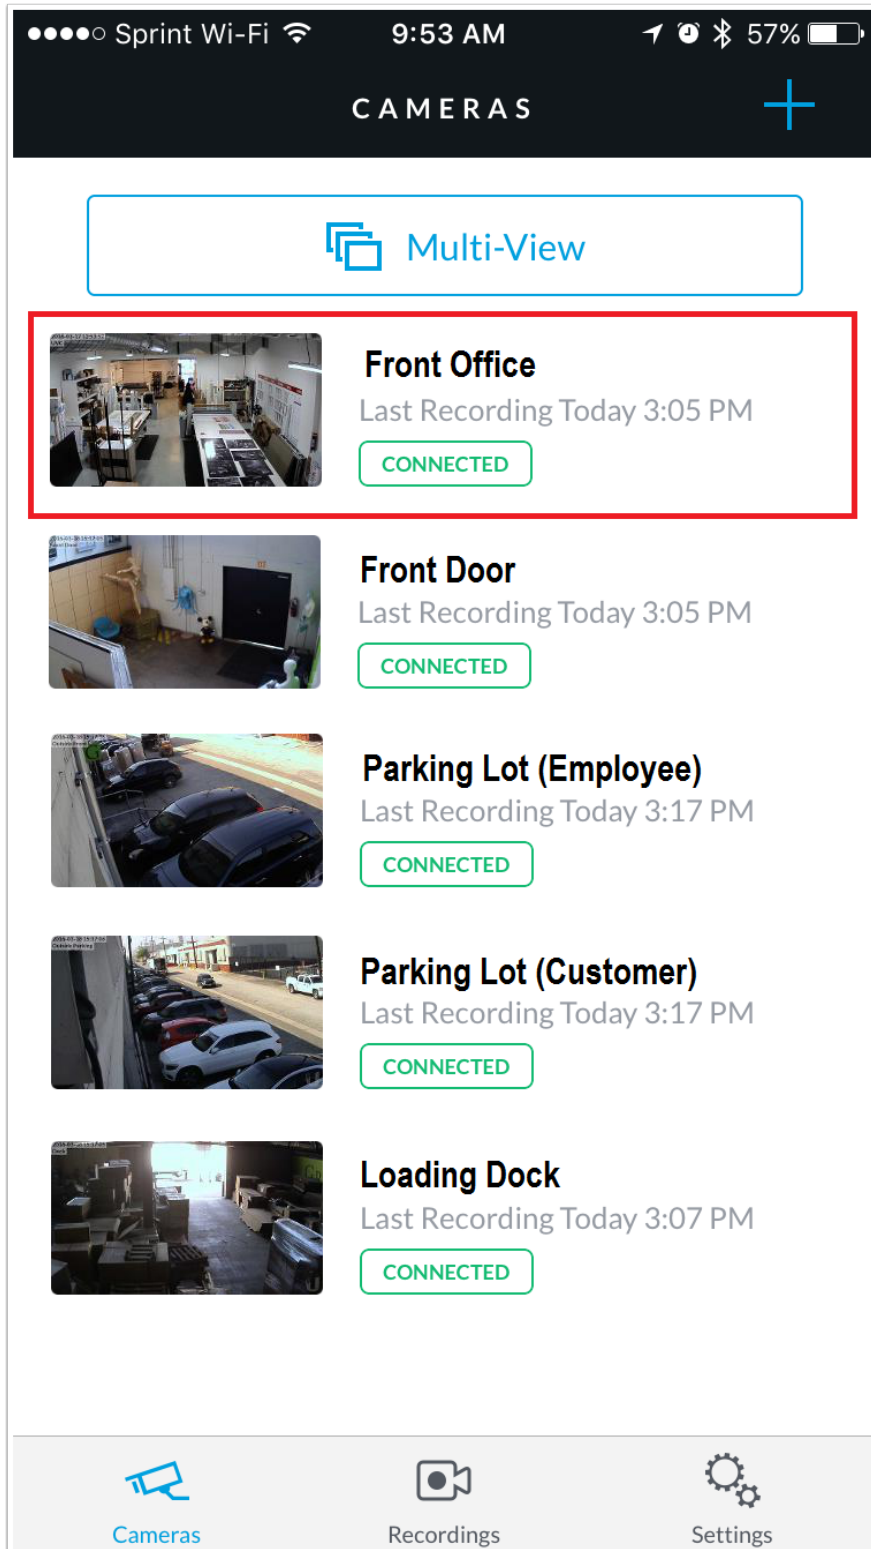 Sprint Wi-Fi 9:53 AM 57%
CAMERAS
Multi-View
Front Office
Last Recording Today 3:05 PM
CONNECTED
Front Door
Last Recording Today 3:05 PM
CONNECTED
Parking Lot (Employee)
Last Recording Today 3:17 PM
CONNECTED
Parking Lot (Customer)
Last Recording Today 3:17 PM
CONNECTED
Loading Dock
Last Recording Today 3:07 PM
CONNECTED
Cameras Recordings Settings